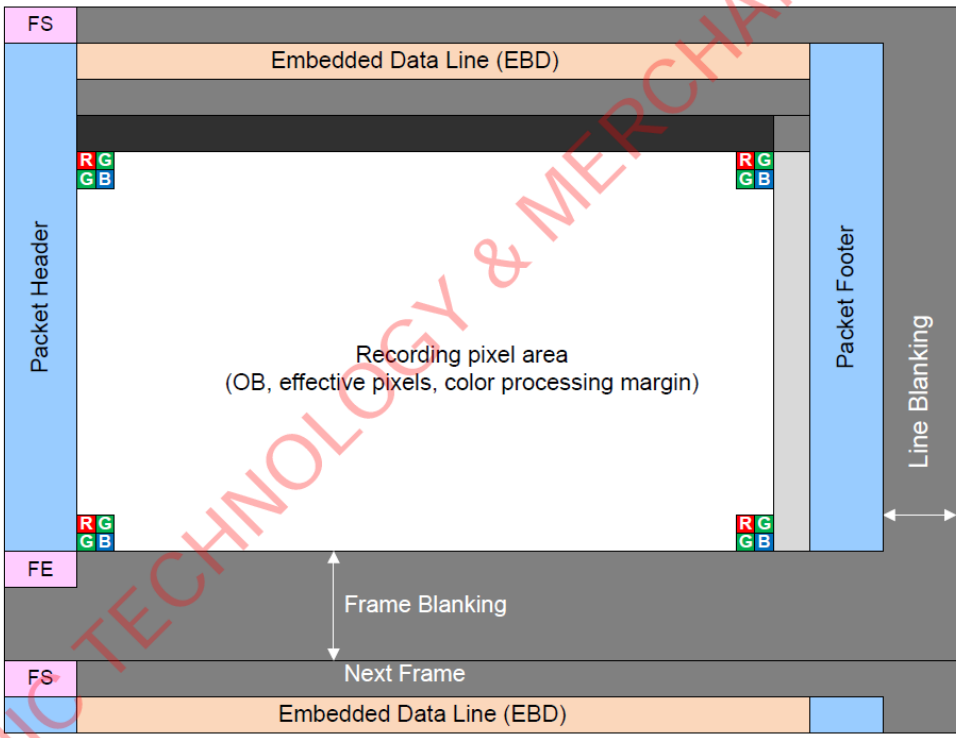 FS
Embedded Data Line (EBD)
R G
G B
R G
G B
Packet Header
Packet Footer
Line Blanking
Recording pixel area
(OB, effective pixels, color processing margin)
R G
G B
R G
G B
FE
Frame Blanking
FS
Next Frame
Embedded Data Line (EBD)
TECHNOLOGY &